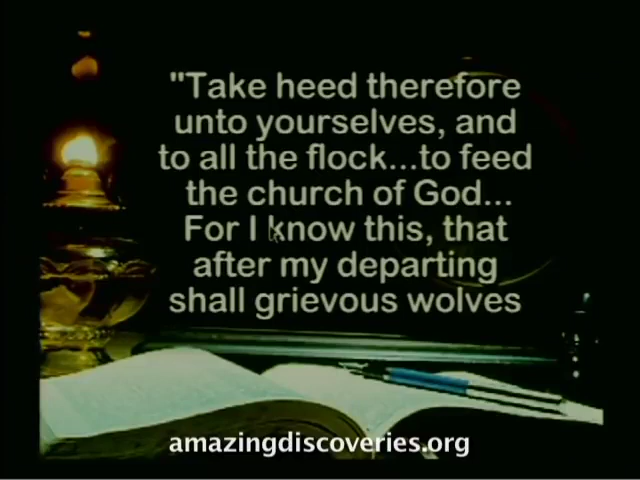 "Take heed therefore
unto yourselves, and
to all the flock...to feed
the church of God...
For I know this, that
after my departing
shall grievous wolves
amazingdiscoveries.org